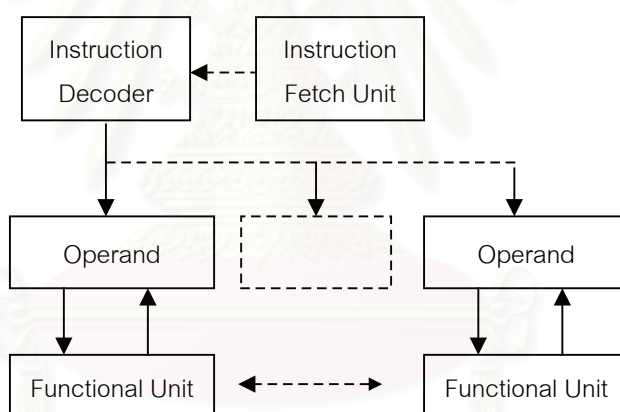 Instruction
Decoder
Instruction
Fetch Unit
Operand
Operand
Functional Unit
Functional Unit